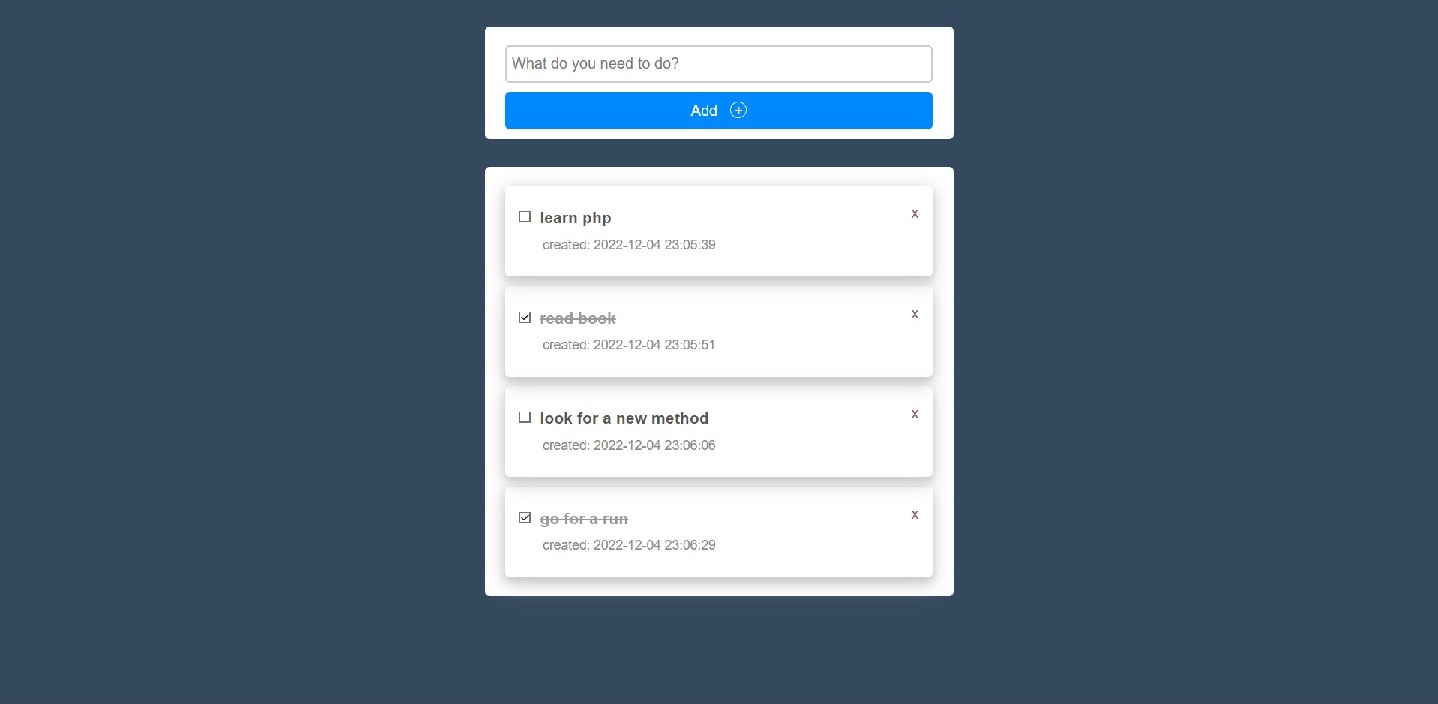 What do you need to do?
Add
learn php
x
created: 2022-12-04 23:05:39
read book
x
created: 2022-12-04 23:05:51
look for a new method
x
created: 2022-12-04 23:06:06
go for a run
x
created: 2022-12-04 23:06:29